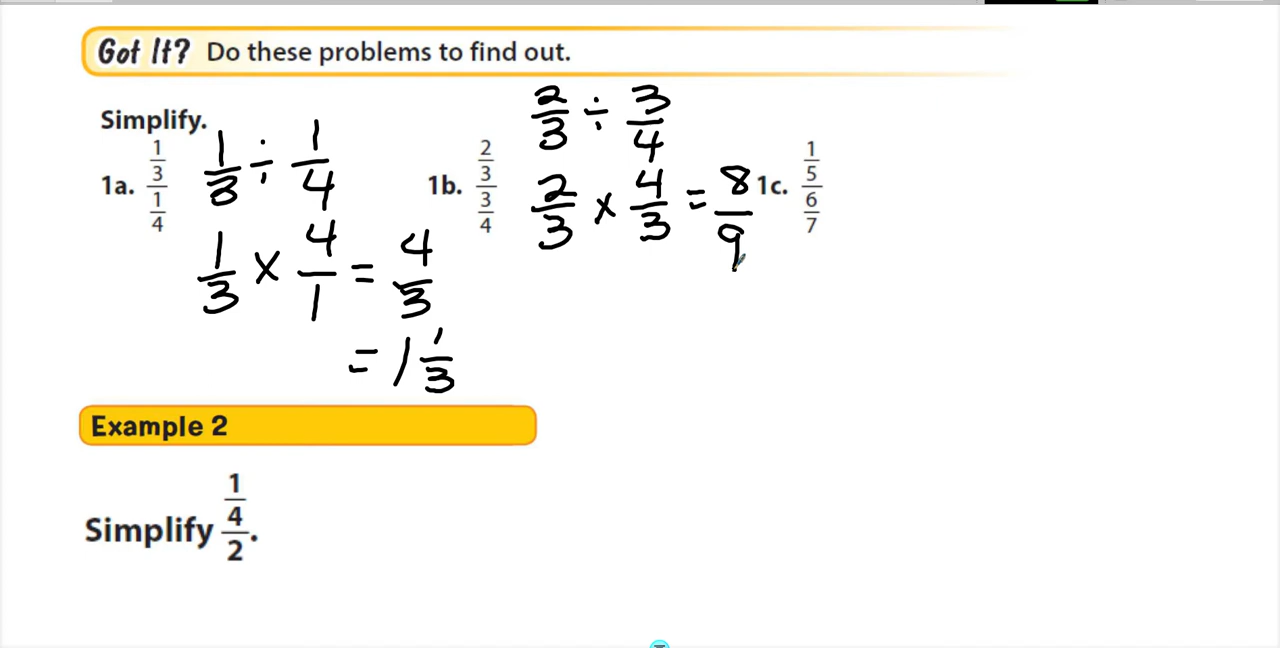 Got It? Do these problems to find out.
Simplify.
1a. (1/3)/(1/4)
1/3 ÷ 1/4
1/3 × 4/1 = 4/3
= 1 1/3
1b. (2/3)/(3/4)
2/3 ÷ 3/4
2/3 × 4/3 = 8/9
1c. (1/5)/(6/7)
Example 2
Simplify (1/4)/2.